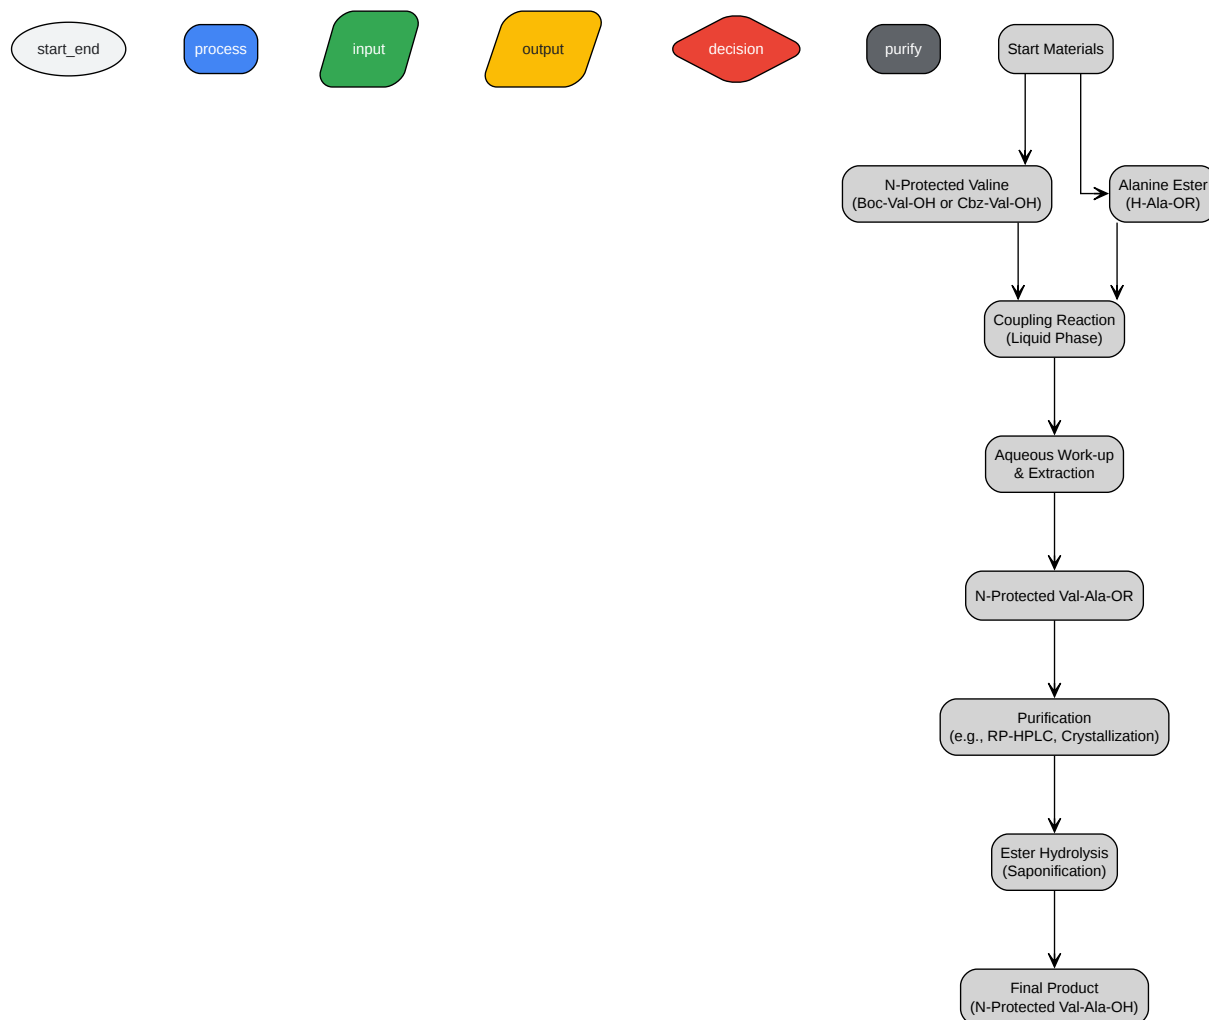 start_end
process
input
output
decision
purify
Start Materials
N-Protected Valine
(Boc-Val-OH or Cbz-Val-OH)
Alanine Ester
(H-Ala-OR)
Coupling Reaction
(Liquid Phase)
Aqueous Work-up
& Extraction
N-Protected Val-Ala-OR
Purification
(e.g., RP-HPLC, Crystallization)
Ester Hydrolysis
(Saponification)
Final Product
(N-Protected Val-Ala-OH)